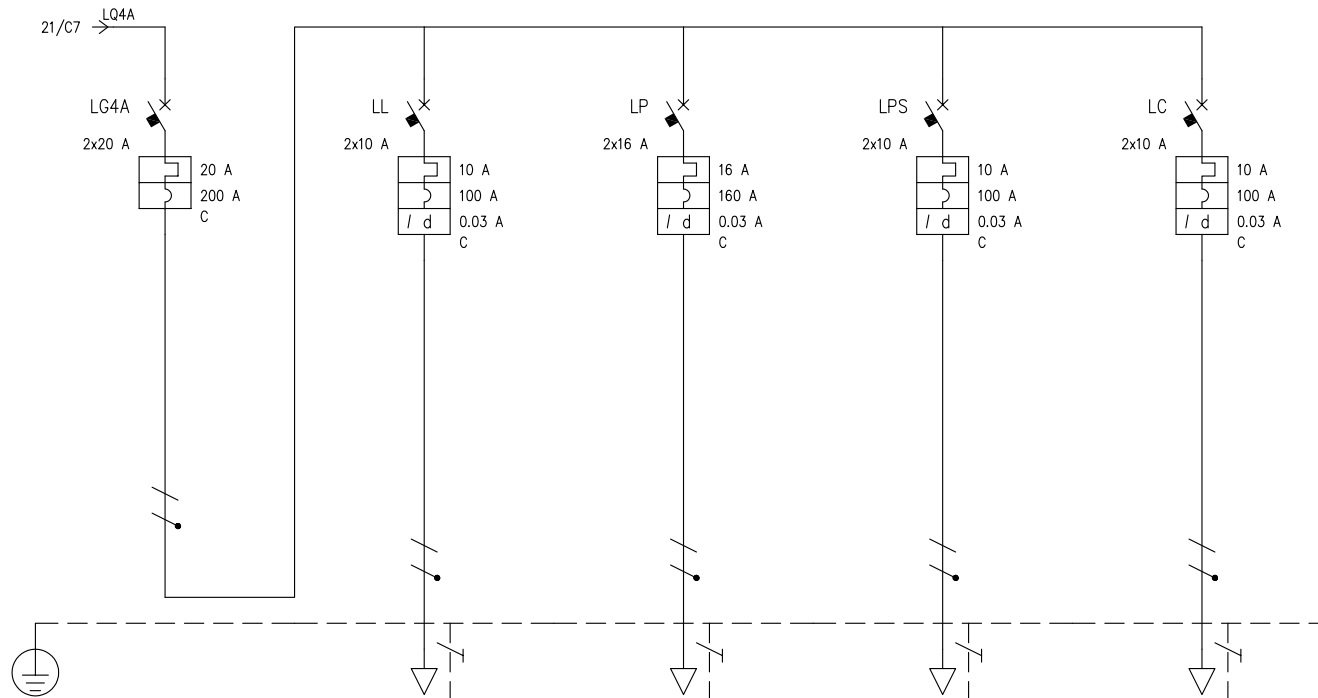 LQ4A
21/C7
LG4A
2x20 A
20 A
200 A
C
LL
2x10 A
10 A
100 A
I d 0.03 A
C
LP
2x16 A
16 A
160 A
I d 0.03 A
C
LPS
2x10 A
10 A
100 A
I d 0.03 A
C
LC
2x10 A
10 A
100 A
I d 0.03 A
C